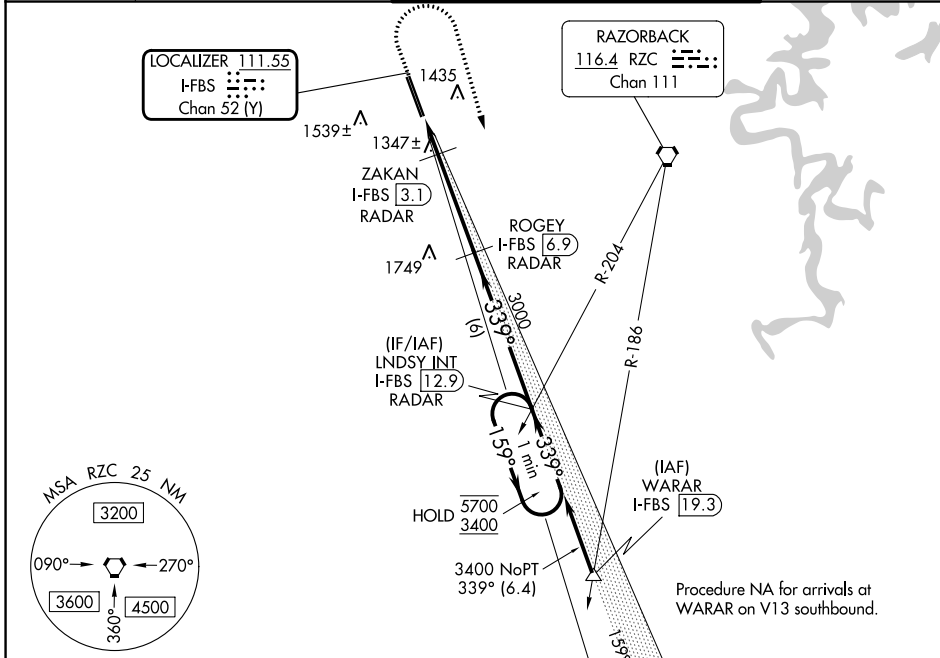 LOCALIZER 111.55
I-FBS
Chan 52 (Y)
RAZORBACK
116.4 RZC
Chan 111
1435
1539±
1347±
ZAKAN
I-FBS 3.1
RADAR
ROGEY
I-FBS 6.9
RADAR
1749
R-204
R-186
3000
339°
(6)
(IF/IAF)
LNDSY INT
I-FBS 12.9
RADAR
159°
1 min
339°
HOLD 5700
3400
(IAF)
WARAR
I-FBS 19.3
3400 NoPT
339° (6.4)
Procedure NA for arrivals at
WARAR on V13 southbound.
159°
MSA RZC 25 NM
3200
090°
270°
3600
4500
360°